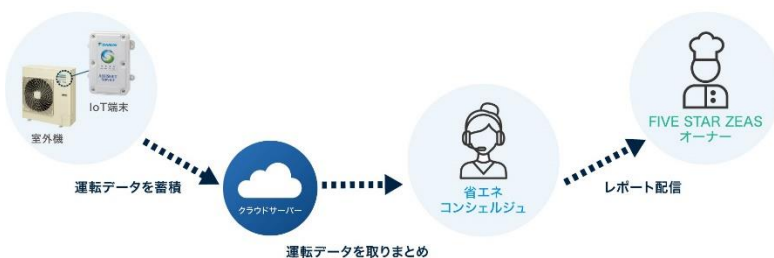 IoT端末
室外機
運転データを蓄積
クラウドサーバー
運転データを取りまとめ
省エネ
コンシェルジュ
レポート配信
FIVE STAR ZEAS
オーナー